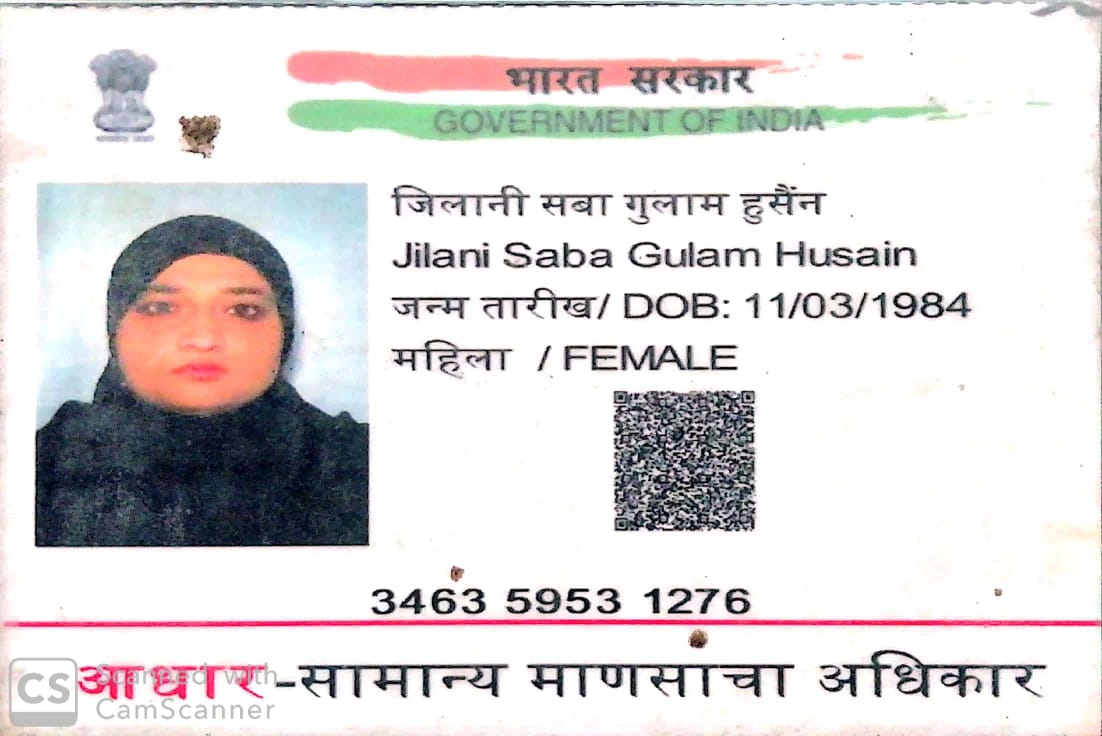 भारत सरकार
GOVERNMENT OF INDIA
जिलानी सबा गुलाम हुसैंन
Jilani Saba Gulam Husain
जन्म तारीख/ DOB: 11/03/1984
महिला / FEMALE
3463 5953 1276
आधार-सामान्य माणसाचा अधिकार
CS Scanned with
CamScanner